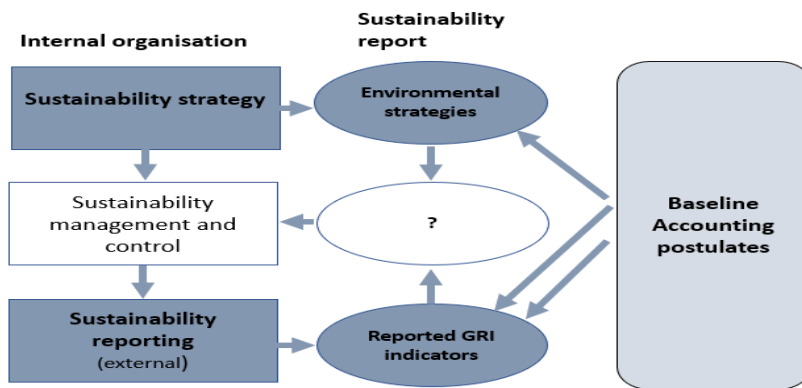 Internal organisation
Sustainability
report
Sustainability strategy
Environmental
strategies
Sustainability
management and
control
?
Baseline
Accounting
postulates
Sustainability
reporting
(external)
Reported GRI
indicators